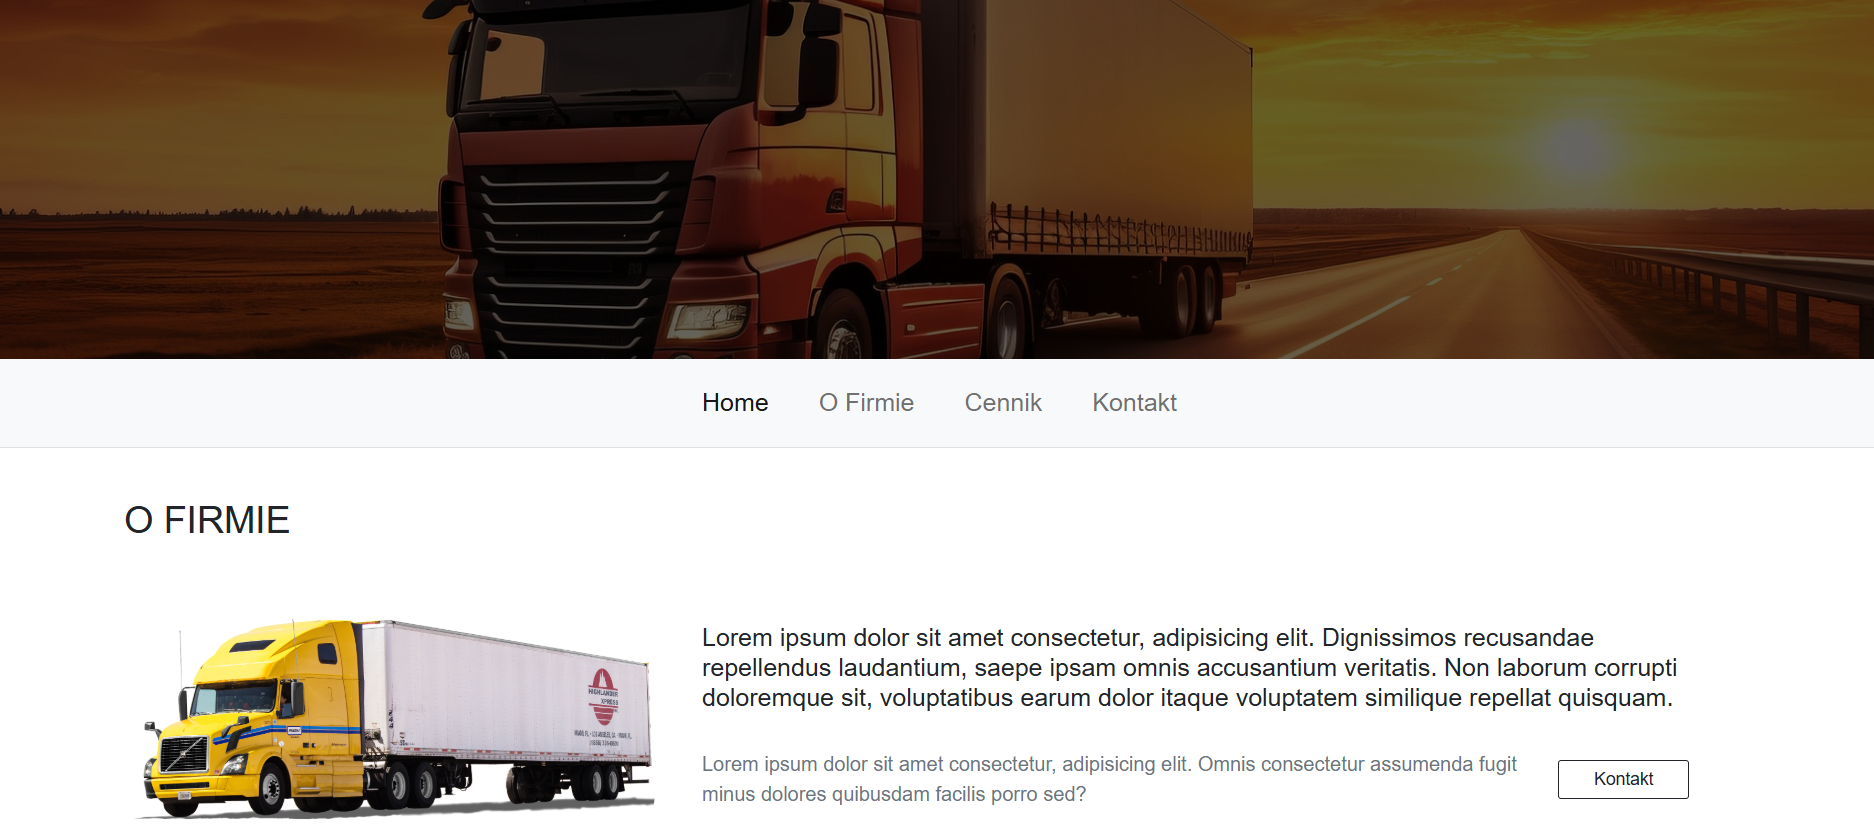 Home O Firmie Cennik Kontakt
O FIRMIE
HIGHLANDER
XPRESS
Lorem ipsum dolor sit amet consectetur, adipisicing elit. Dignissimos recusandae
repellendus laudantium, saepe ipsam omnis accusantium veritatis. Non laborum corrupti
doloremque sit, voluptatibus earum dolor itaque voluptatem similique repellat quisquam.
Lorem ipsum dolor sit amet consectetur, adipisicing elit. Omnis consectetur assumenda fugit
minus dolores quibusdam facilis porro sed?
Kontakt